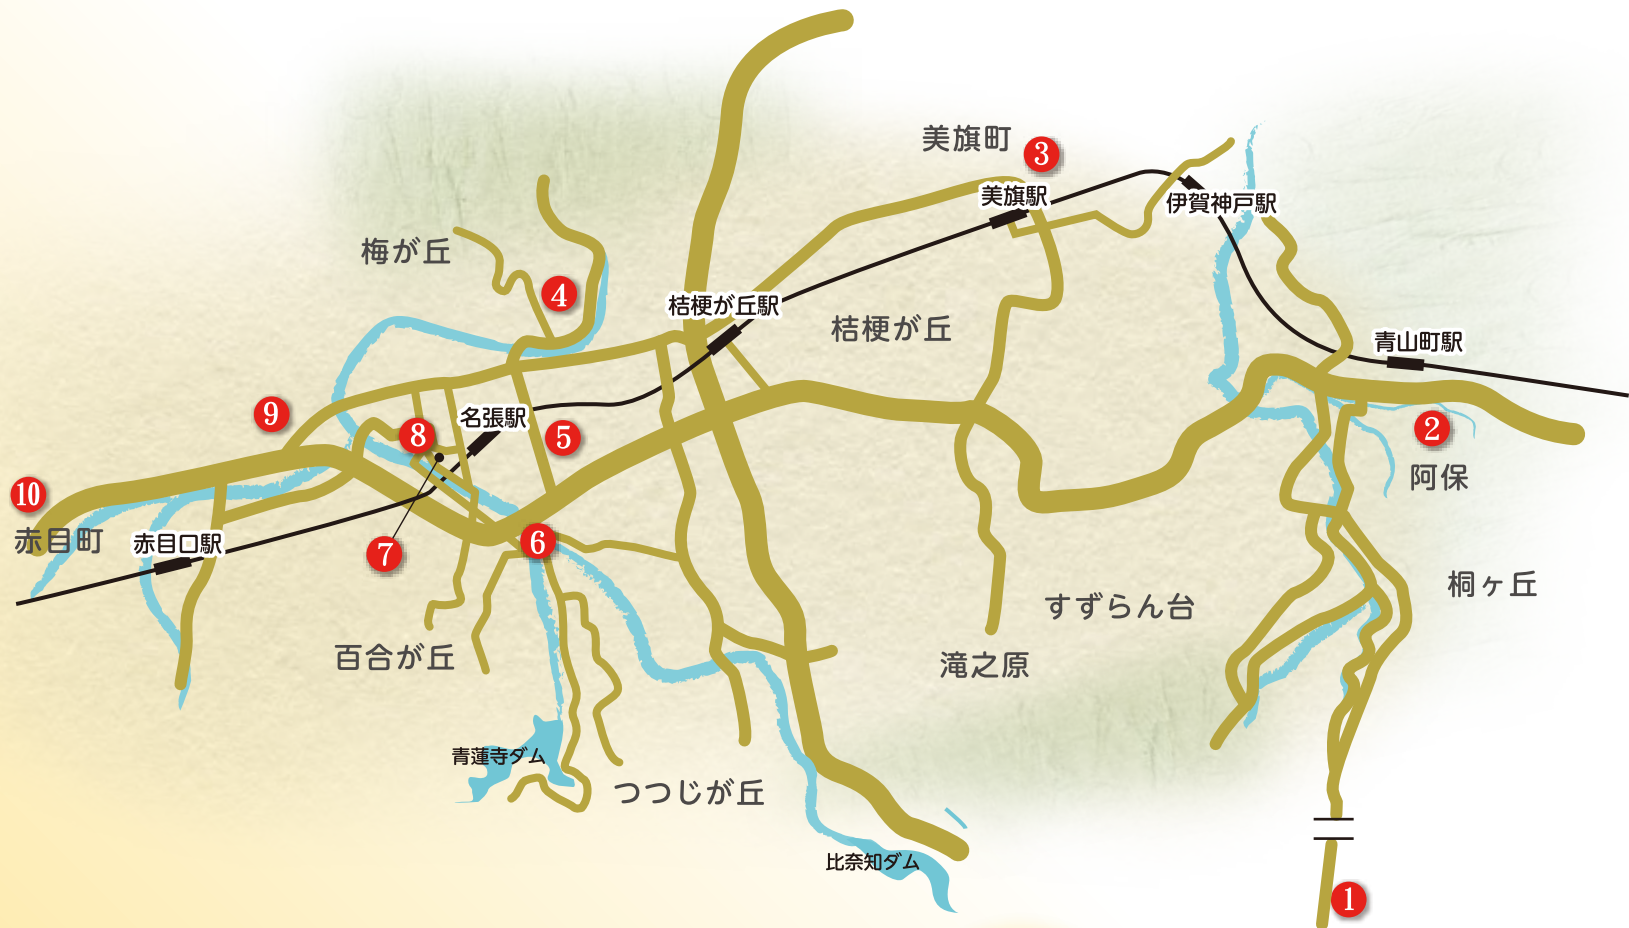 美旗町
3
美旗駅
伊賀神戸駅
梅が丘
4
桔梗が丘駅
桔梗が丘
青山町駅
9
8
名張駅
5
2
阿保
10
赤目町
赤目口駅
7
6
百合が丘
すずらん台
桐ヶ丘
滝之原
青蓮寺ダム
つつじが丘
比奈知ダム
1